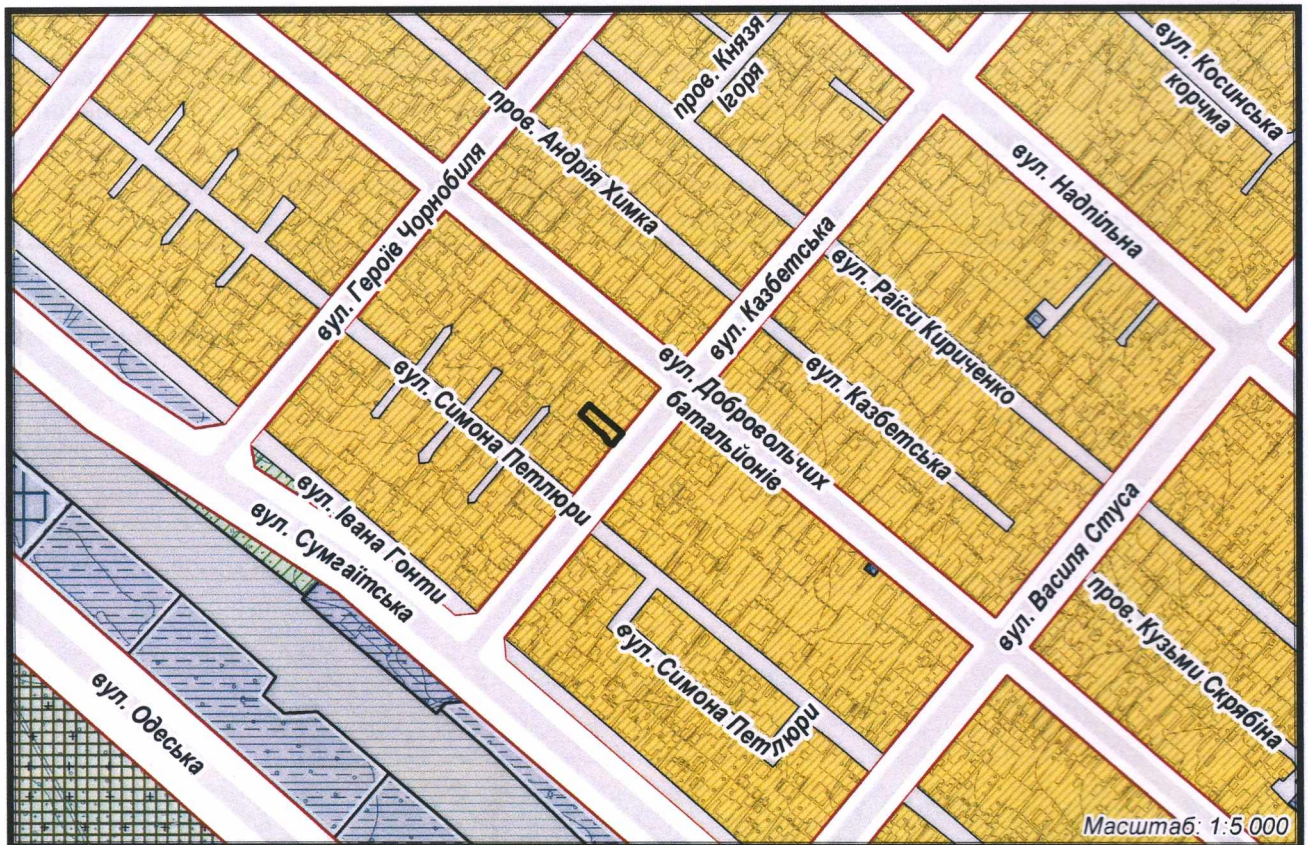 вул. Косинська
корчма
пров. Князя
Ігоря
пров. Андрія Химка
вул. Надпільна
вул. Героїв Чорнобиля
вул. Казбетська
вул. Раїси Кириченко
вул. Симона Петлюри
вул. Добровольчих
батальйонів
вул. Казбетська
вул. Івана Гонти
вул. Сумгаїтська
вул. Василя Стуса
пров. Кузьми Скрябіна
вул. Симона Петлюри
вул. Одеська
Масштаб: 1:5 000